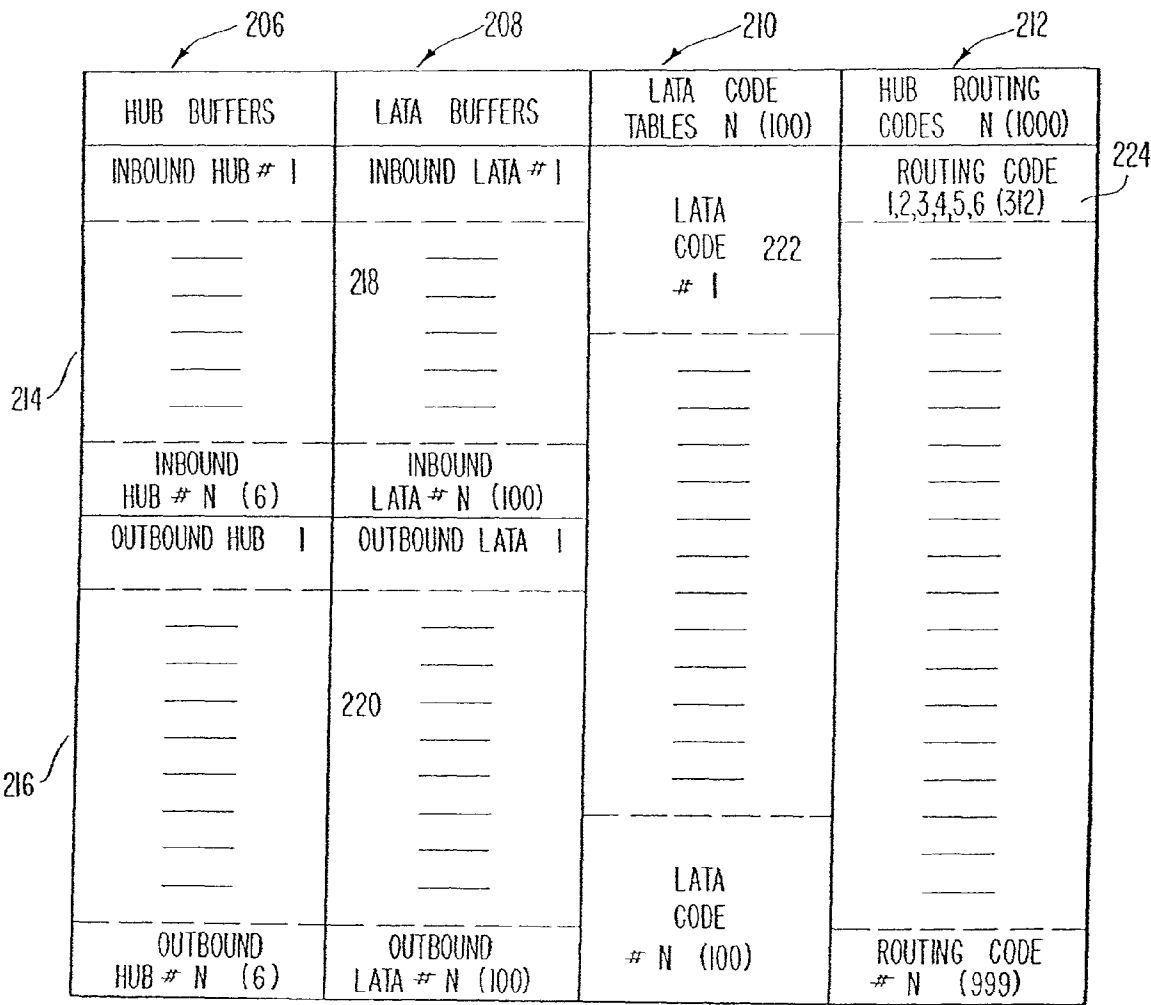 206
208
210
212
HUB BUFFERS
LATA BUFFERS
LATA CODE
TABLES N (100)
HUB ROUTING
CODES N (1000)
INBOUND HUB # 1
INBOUND LATA # 1
LATA
CODE 222
# 1
ROUTING CODE
1,2,3,4,5,6 (312)
224
218
214
INBOUND
HUB # N (6)
INBOUND
LATA # N (100)
OUTBOUND HUB 1
OUTBOUND LATA 1
220
216
LATA
CODE
# N (100)
OUTBOUND
HUB # N (6)
OUTBOUND
LATA # N (100)
ROUTING CODE
# N (999)